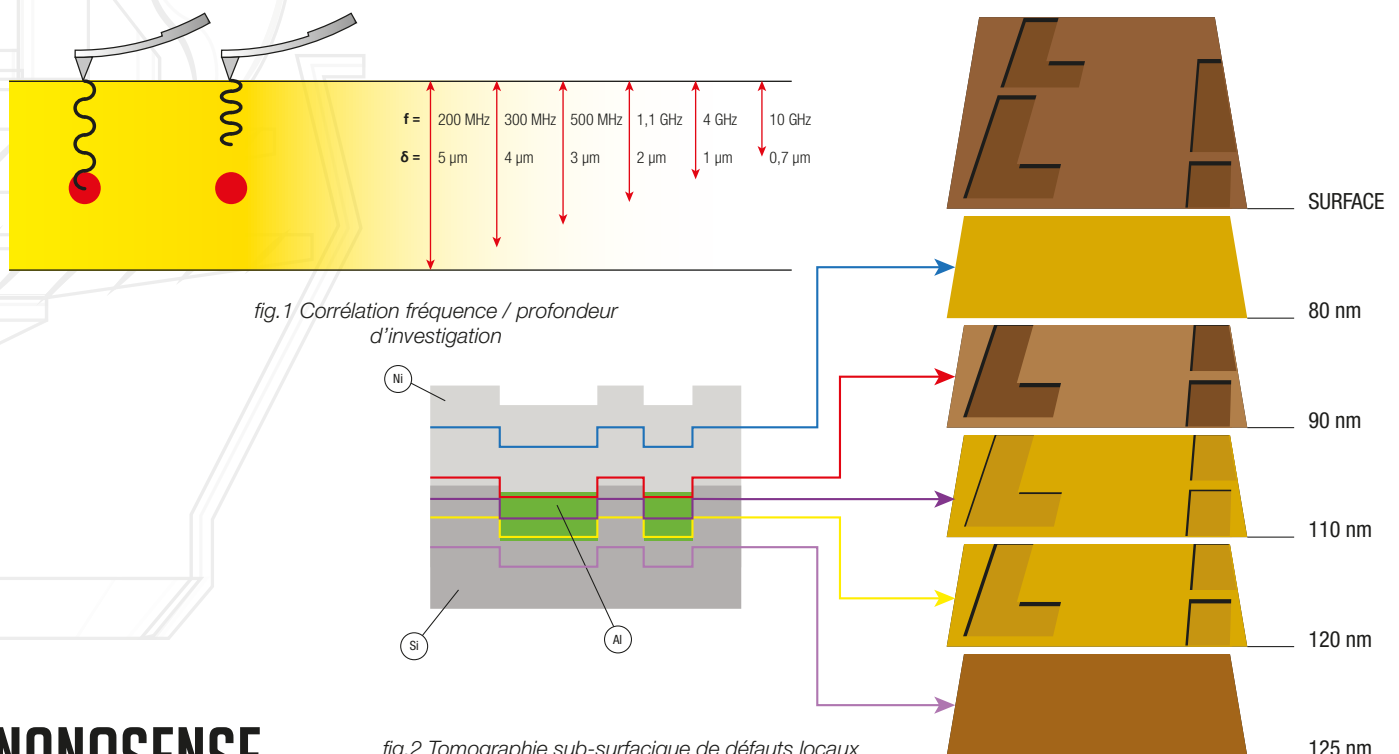 f = 200 MHz 300 MHz 500 MHz 1,1 GHz 4 GHz 10 GHz
δ = 5 µm 4 µm 3 µm 2 µm 1 µm 0,7 µm
fig.1 Corrélation fréquence / profondeur
d'investigation
Ni
Si
Al
SURFACE
80 nm
90 nm
110 nm
120 nm
125 nm
NONOSENSE
fig.2 Tomographie sub-surfacique de défauts locaux